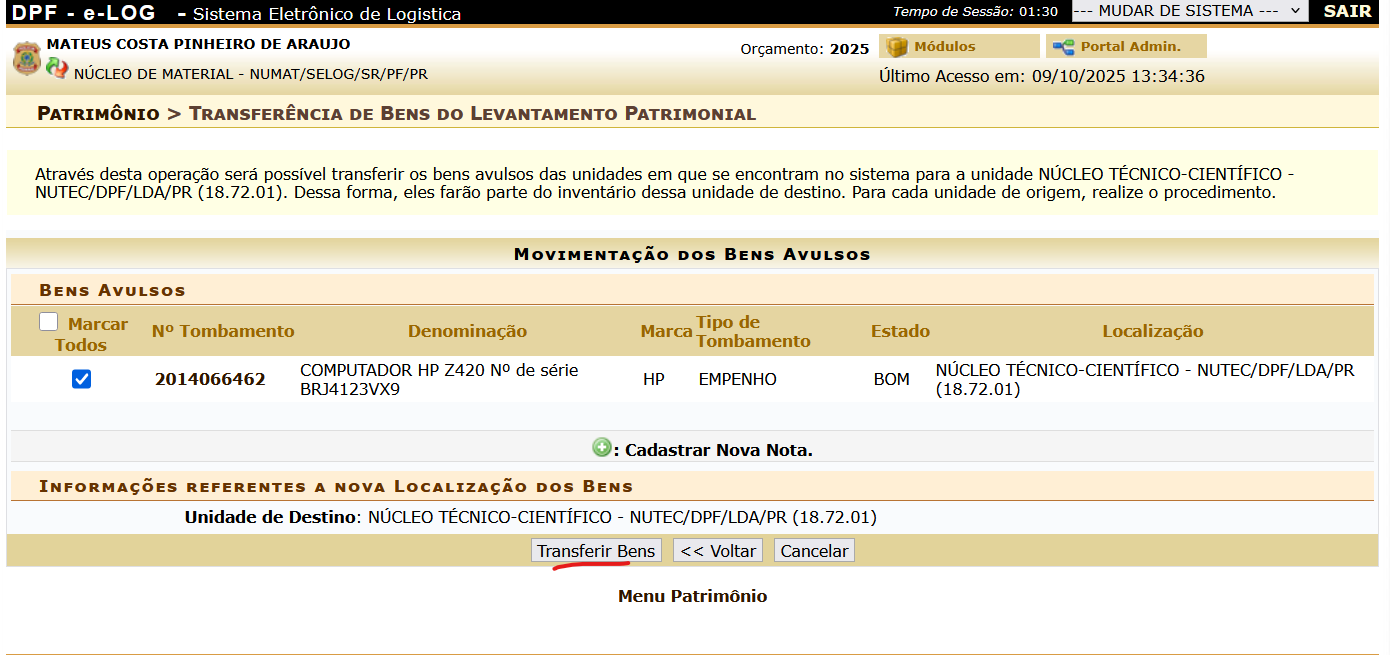 DPF - e-LOG - Sistema Eletrônico de Logistica
Tempo de Sessão: 01:30
--- MUDAR DE SISTEMA ---
SAIR
MATEUS COSTA PINHEIRO DE ARAUJO
NÚCLEO DE MATERIAL - NUMAT/SELOG/SR/PF/PR
Orçamento: 2025
Módulos
Portal Admin.
Último Acesso em: 09/10/2025 13:34:36
PATRIMÔNIO > TRANSFERÊNCIA DE BENS DO LEVANTAMENTO PATRIMONIAL
Através desta operação será possível transferir os bens avulsos das unidades em que se encontram no sistema para a unidade NÚCLEO TÉCNICO-CIENTÍFICO -
NUTEC/DPF/LDA/PR (18.72.01). Dessa forma, eles farão parte do inventário dessa unidade de destino. Para cada unidade de origem, realize o procedimento.
MOVIMENTAÇÃO DOS BENS AVULSOS
BENS AVULSOS
Marcar
Todos
Nº Tombamento
Denominação
Marca
Tipo de
Tombamento
Estado
Localização
2014066462
COMPUTADOR HP Z420 Nº de série
BRJ4123VX9
HP
EMPENHO
BOM
NÚCLEO TÉCNICO-CIENTÍFICO - NUTEC/DPF/LDA/PR
(18.72.01)
: Cadastrar Nova Nota.
INFORMAÇÕES REFERENTES A NOVA LOCALIZAÇÃO DOS BENS
Unidade de Destino: NÚCLEO TÉCNICO-CIENTÍFICO - NUTEC/DPF/LDA/PR (18.72.01)
Transferir Bens
<< Voltar
Cancelar
Menu Patrimônio